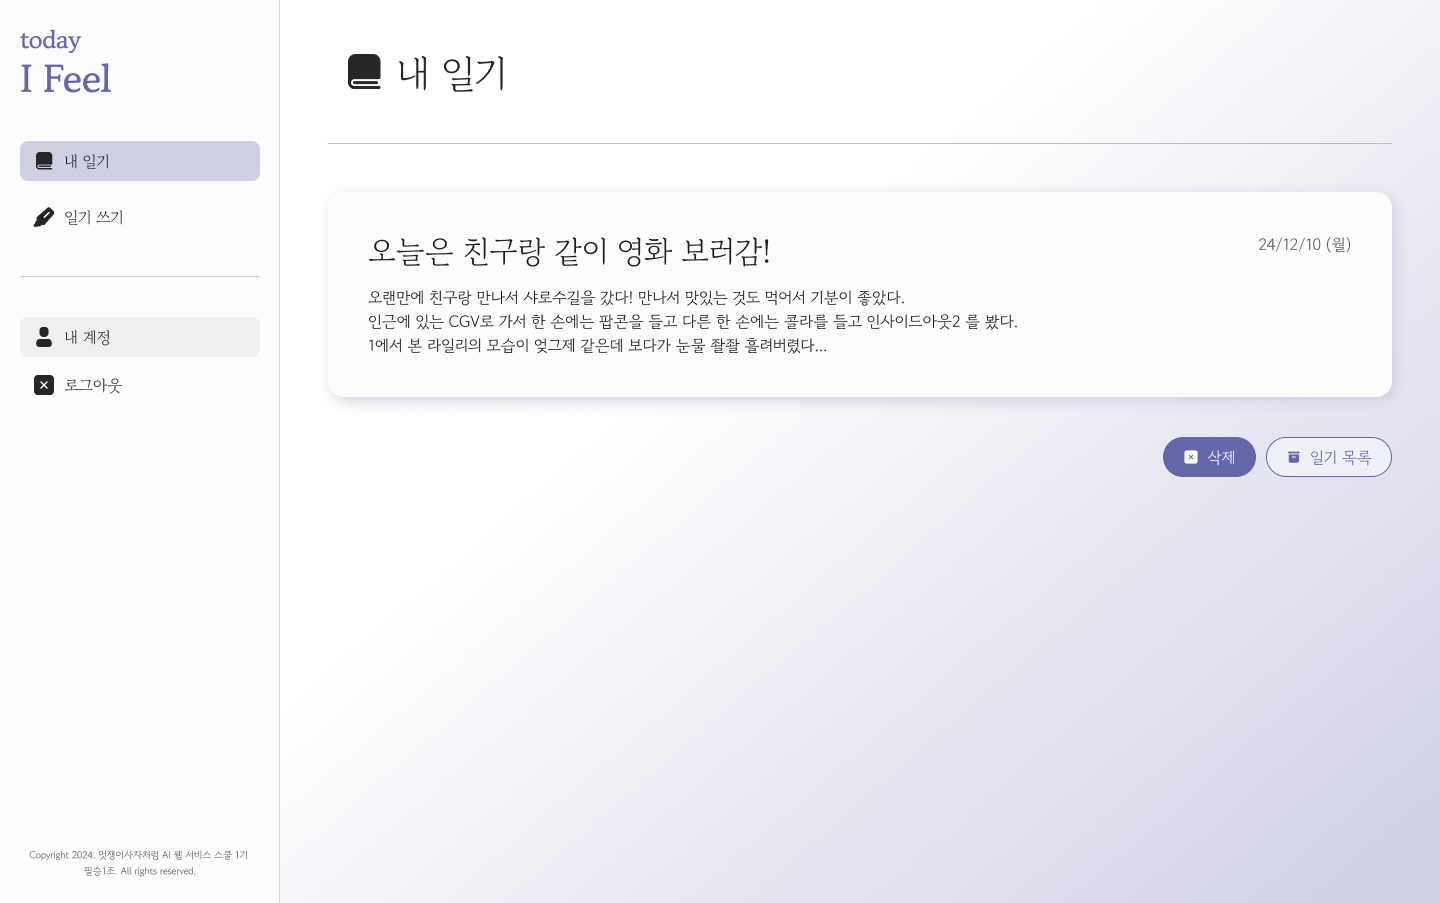 today
I Feel
내 일기
일기 쓰기
내 계정
로그아웃
Copyright 2024. 멋쟁이사자처럼 AI 웹 서비스 스쿨 1기
필승1조. All rights reserved.
내 일기
오늘은 친구랑 같이 영화 보러감!
24/12/10 (월)
오랜만에 친구랑 만나서 샤로수길을 갔다! 만나서 맛있는 것도 먹어서 기분이 좋았다.
인근에 있는 CGV로 가서 한 손에는 팝콘을 들고 다른 한 손에는 콜라를 들고 인사이드아웃2 를 봤다.
1에서 본 라일리의 모습이 엊그제 같은데 보다가 눈물 좔좔 흘려버렸다...
삭제
일기 목록